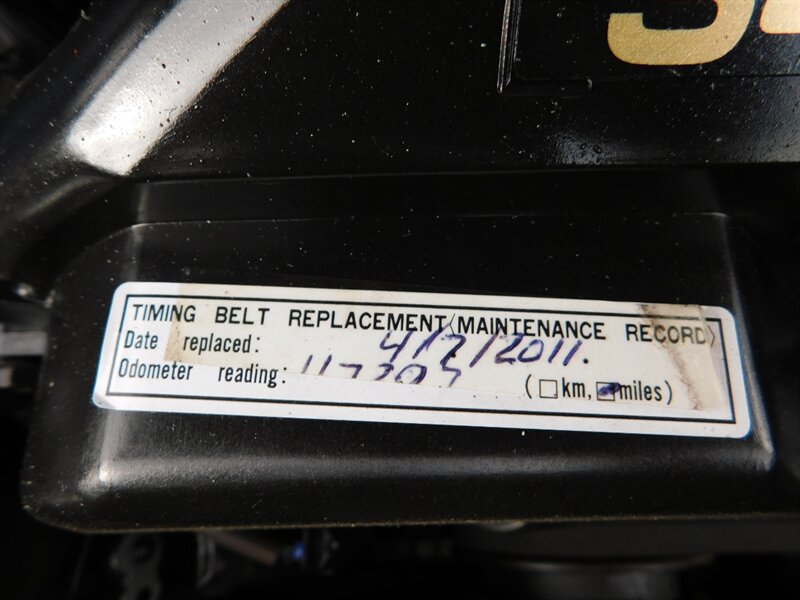 TIMING BELT REPLACEMENT〈MAINTENANCE RECORD〉
Date replaced: 4/7/2011.
Odometer reading: (□km, miles)